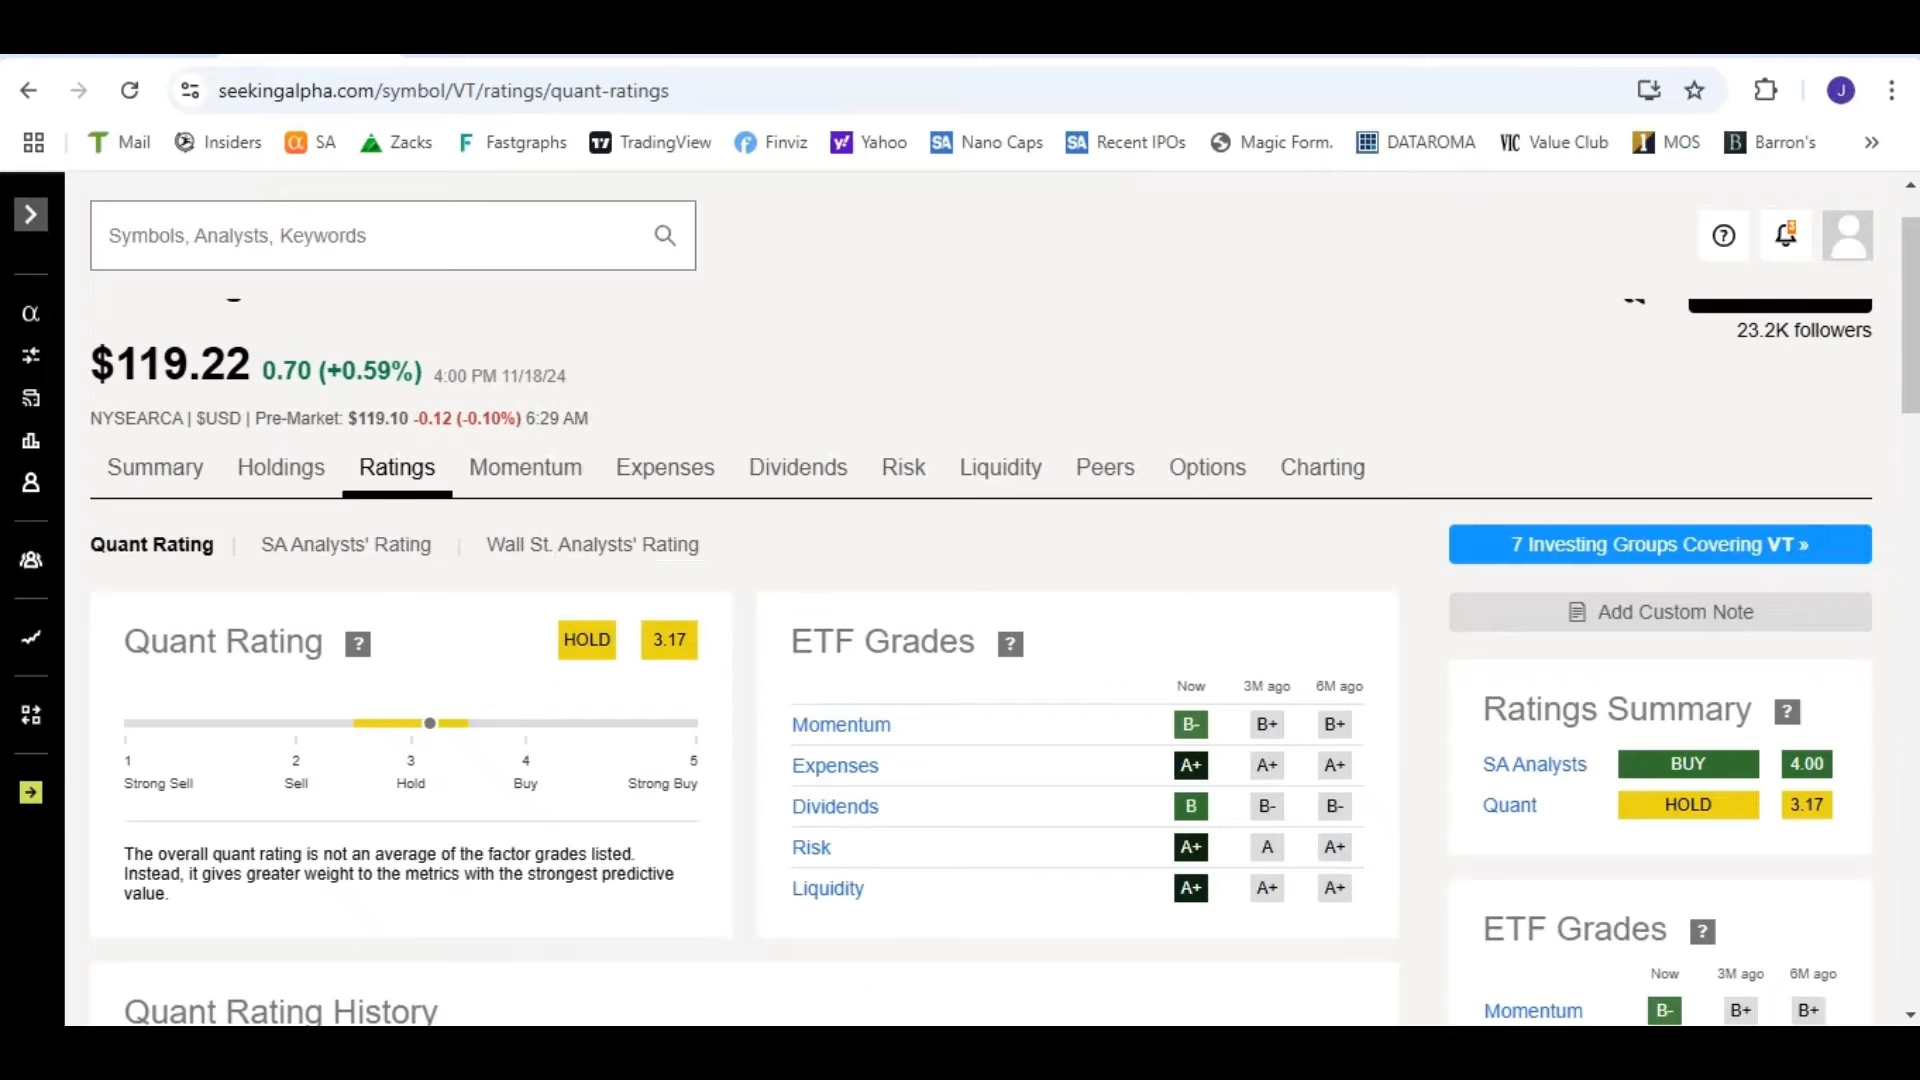 seekingalpha.com/symbol/VT/ratings/quant-ratings
J
Mail Insiders SA Zacks Fastgraphs TradingView Finviz Yahoo Nano Caps Recent IPOs Magic Form. DATAROMA Value Club MOS Barron's
Symbols, Analysts, Keywords
23.2K followers
$119.22 0.70 (+0.59%) 4:00 PM 11/18/24
NYSEARCA | $USD | Pre-Market: $119.10 -0.12 (-0.10%) 6:29 AM
Summary Holdings Ratings Momentum Expenses Dividends Risk Liquidity Peers Options Charting
Quant Rating | SA Analysts' Rating | Wall St. Analysts' Rating
7 Investing Groups Covering VT »
Add Custom Note
Quant Rating ? HOLD 3.17
1 2 3 4 5
Strong Sell Sell Hold Buy Strong Buy
The overall quant rating is not an average of the factor grades listed.
Instead, it gives greater weight to the metrics with the strongest predictive
value.
ETF Grades ?
Now 3M ago 6M ago
Momentum B- B+ B+
Expenses A+ A+ A+
Dividends B B- B-
Risk A+ A A+
Liquidity A+ A+ A+
Ratings Summary ?
SA Analysts BUY 4.00
Quant HOLD 3.17
ETF Grades ?
Now 3M ago 6M ago
Momentum B- B+ B+
Quant Rating History